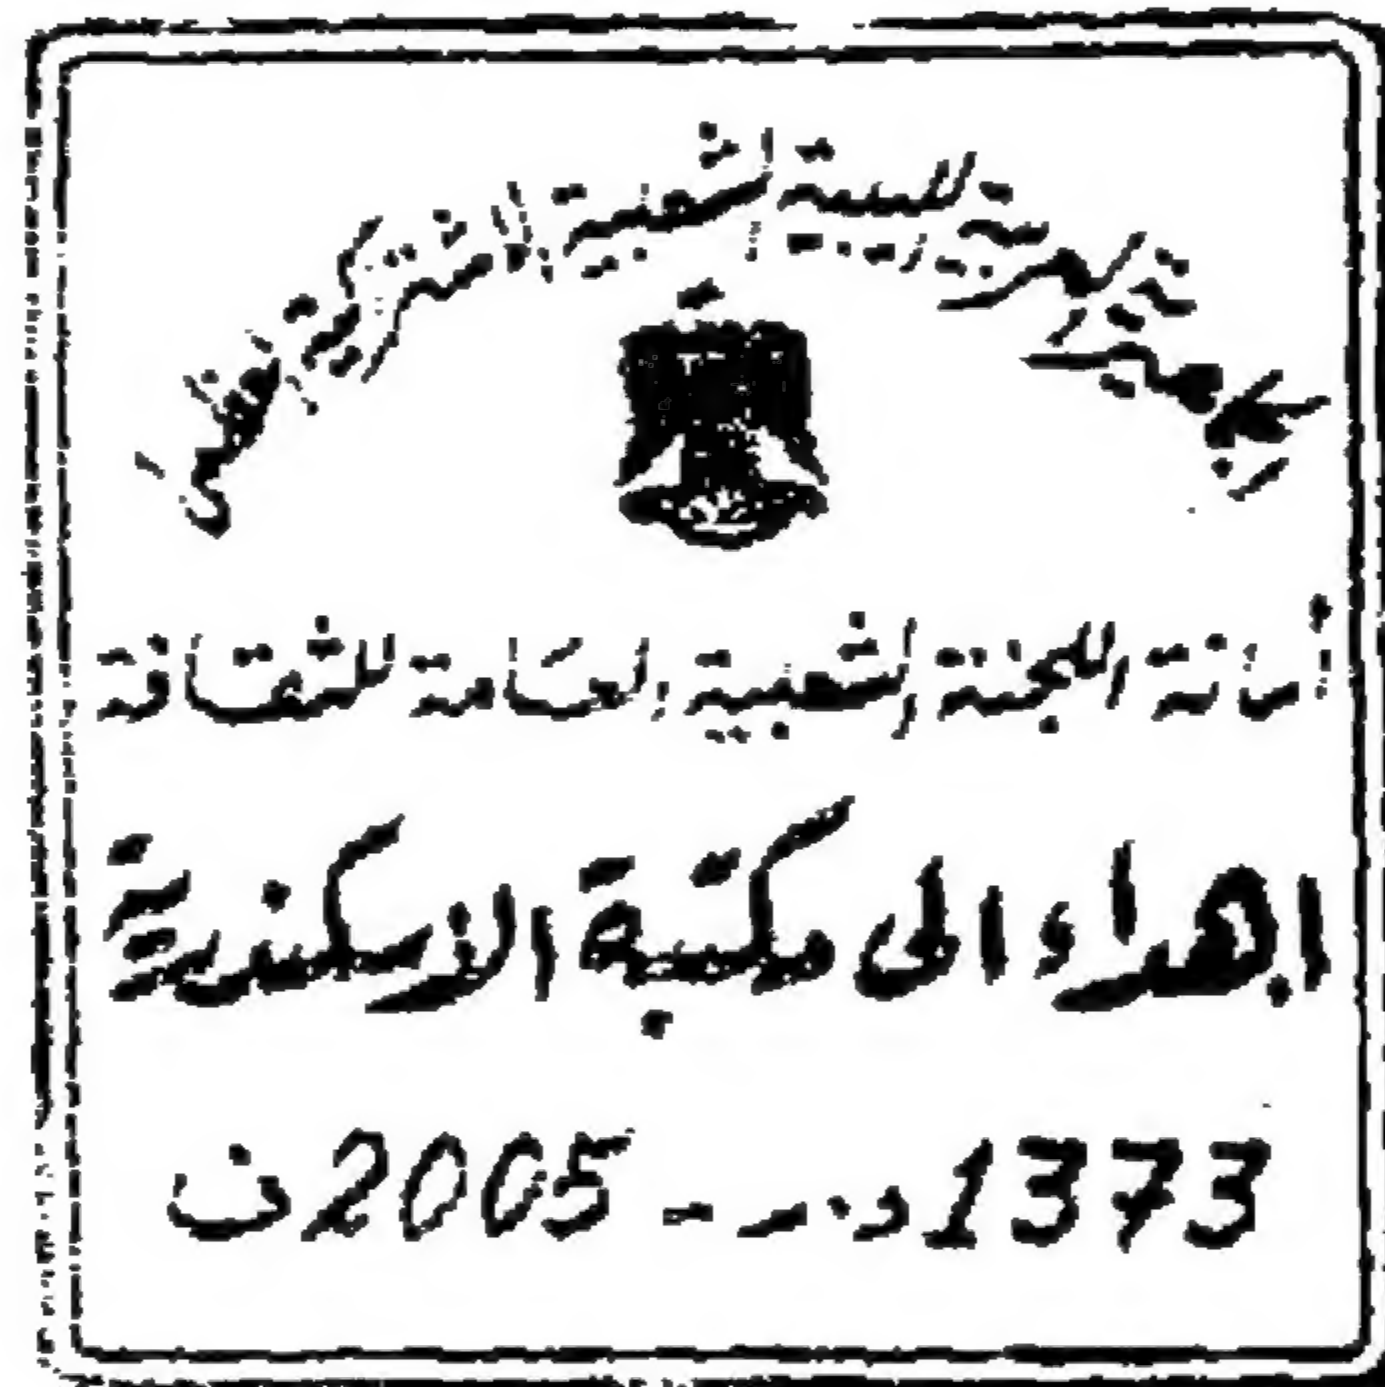 الجماهيرية العربية الليبية الشعبية الاشتراكية العظمى
أمانة اللجنة الشعبية العامة للثقافة
اهداء الى مكتبة الاسكندرية
1373 و.ر - 2005 ف